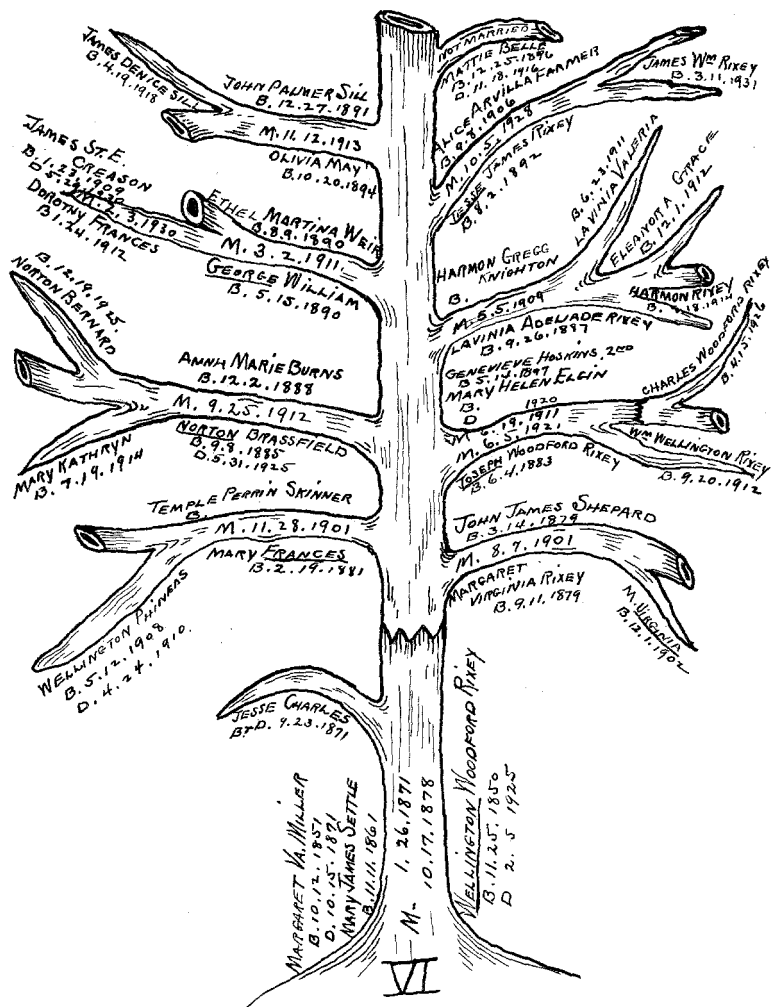 JAMES DENICE SILL
B. 4.19.1918
JOHN PALMER SILL
B. 12.27.1891
M. 11.12.1913
OLIVIA MAY
B. 10.20.1894
JAMES ST. E.
CREASON
B. 1.23.1909
M. 2.3.1930
DOROTHY FRANCES
B 1.24.1912
ETHEL MARTINA WEIR
B. 8.9.1890
M. 3.2.1911
GEORGE WILLIAM
B. 5.15.1890
B. 12.19.1925.
NORTON BERNARD
ANNA MARIE BURNS
B. 12.2.1888
M. 9.25.1912
NORTON BRASSFIELD
B. 9.8.1885
D. 5.31.1925
MARY KATHRYN
B. 7.19.1914
TEMPLE PERRIN SKINNER
B.
M. 11.28.1901
MARY FRANCES
B. 2.19.1881
WELLINGTON PHINEAS
B. 5.12.1908
D. 4.24.1910.
JESSE CHARLES
B & D. 9.23.1871
NOT MARRIED
MATTIE BELLE
B. 12.25.1896
D. 11.18.1916
ALICE ARVILLA FARMER
B. 9.8.1906
M. 10.5.1928
JESSE JAMES RIXEY
B. 8.2.1892
JAMES WM RIXEY
B. 3.11.1931
B. 6.23.1911
LAVINIA VALERIA
ELEANOR A GRACE
B. 12.1.1912
HARMON GREGG
KNIGHTON
B.
M. 5.5.1909
LAVINIA ADELIADE RIXEY
B. 9.26.1887
HARMON RIXEY
GENEVIEVE HOSKINS, 2ND
B 5.14.1897
MARY HELEN ELGIN
B.
D 1920
M. 6.19.1911
M. 6.5.1921
JOSEPH WOODFORD RIXEY
B. 6.4.1883
CHARLES WOODFORD RIXEY
B. 4.15.1926
WM WELLINGTON RIXEY
B. 9.20.1912
JOHN JAMES SHEPARD
B. 3.14.1879
M. 8.7.1901
MARGARET
VIRGINIA RIXEY
B. 9.11.1879
M. VIRGINIA
B. 12.1.1902
MARGARET VA. MILLER
B. 10.12.1851
D. 10.15.1871
MARY JAMES SETTLE
B. 11.11.1861
1.26.1871
M- 10.17.1878
WELLINGTON WOODFORD RIXEY
B. 11.25.1850
D 2.5 1925
VI